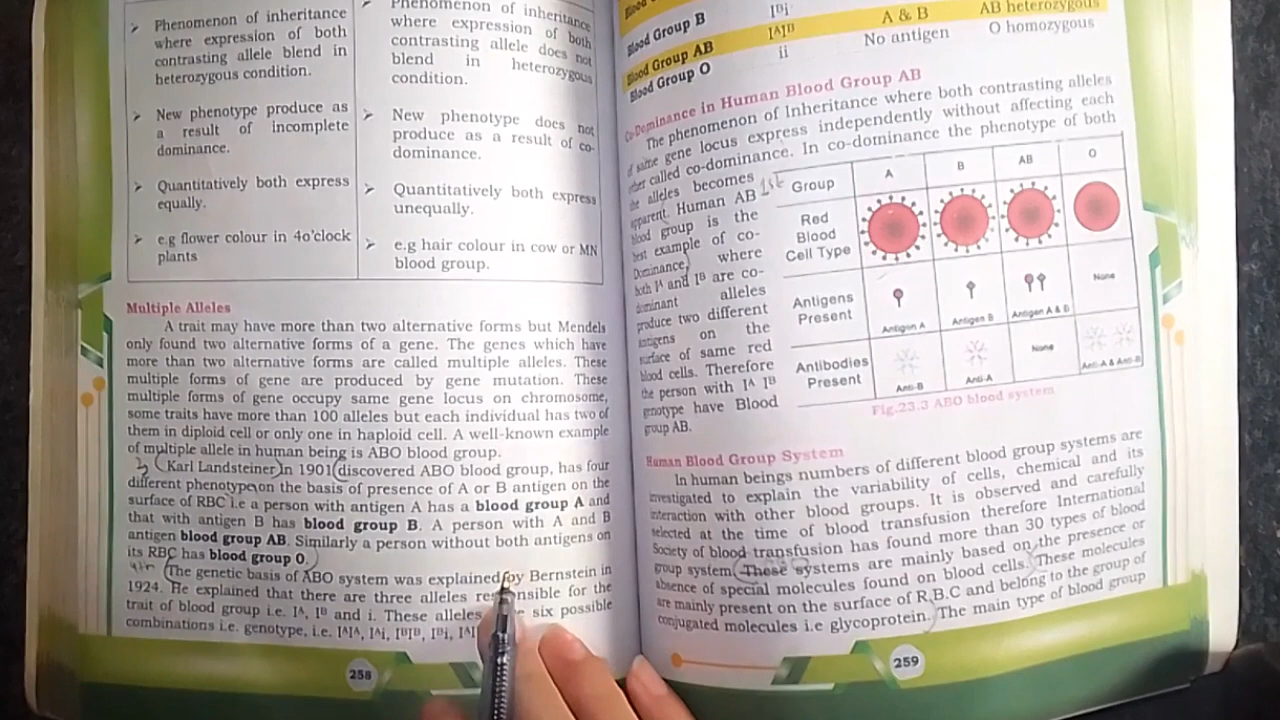 Phenomenon of inheritance
where expression of both
contrasting allele blend in
heterozygous condition.
New phenotype produce as
a result of incomplete
dominance.
Quantitatively both express
equally.
e.g flower colour in 4o'clock
plants
Phenomenon of inheritance
where expression of both
contrasting allele does not
blend in heterozygous
condition.
New phenotype does not
produce as a result of co-
dominance.
Quantitatively both express
unequally.
e.g hair colour in cow or MN
blood group.
Multiple Alleles
A trait may have more than two alternative forms but Mendels
only found two alternative forms of a gene. The genes which have
more than two alternative forms are called multiple alleles. These
multiple forms of gene are produced by gene mutation. These
multiple forms of gene occupy same gene locus on chromosome,
some traits have more than 100 alleles but each individual has two of
them in diploid cell or only one in haploid cell. A well-known example
of multiple allele in human being is ABO blood group.
Karl Landsteiner in 1901 discovered ABO blood group, has four
different phenotype on the basis of presence of A or B antigen on the
surface of RBC i.e a person with antigen A has a blood group A and
that with antigen B has blood group B. A person with A and B
antigen blood group AB. Similarly a person without both antigens on
its RBC has blood group O.
The genetic basis of ABO system was explained by Bernstein in
1924. He explained that there are three alleles responsible for the
trait of blood group i.e. Iᴬ, Iᴮ and i. These alleles six possible
combinations i.e. genotype, i.e. IᴬIᴬ, Iᴬi, IᴮIᴮ, Iᴮi,
258
Blood Group B Iᴮi
Blood Group AB IᴬIᴮ A & B AB heterozygous
Blood Group O ii No antigen O homozygous
Co-Dominance in Human Blood Group AB
The phenomenon of Inheritance where both contrasting alleles
of same gene locus express independently without affecting each
other called co-dominance. In co-dominance the phenotype of both
the alleles becomes
apparent. Human AB
blood group is the
best example of co-
Dominance, where
both Iᴬ and Iᴮ are co-
dominant alleles
produce two different
antigens on the
surface of same red
blood cells. Therefore
the person with Iᴬ Iᴮ
genotype have Blood
group AB.
Group A B AB O
Red
Blood
Cell Type
Antigens
Present
Antigen A Antigen B Antigen A & B None
Antibodies
Present
Anti-B Anti-A None Anti-A & Anti-B
Fig.23.3 ABO blood system
Human Blood Group System
In human beings numbers of different blood group systems are
investigated to explain the variability of cells, chemical and its
interaction with other blood groups. It is observed and carefully
selected at the time of blood transfusion therefore International
Society of blood transfusion has found more than 30 types of blood
group system. These systems are mainly based on the presence or
absence of special molecules found on blood cells. These molecules
are mainly present on the surface of R.B.C and belong to the group of
conjugated molecules i.e glycoprotein. The main type of blood group
259